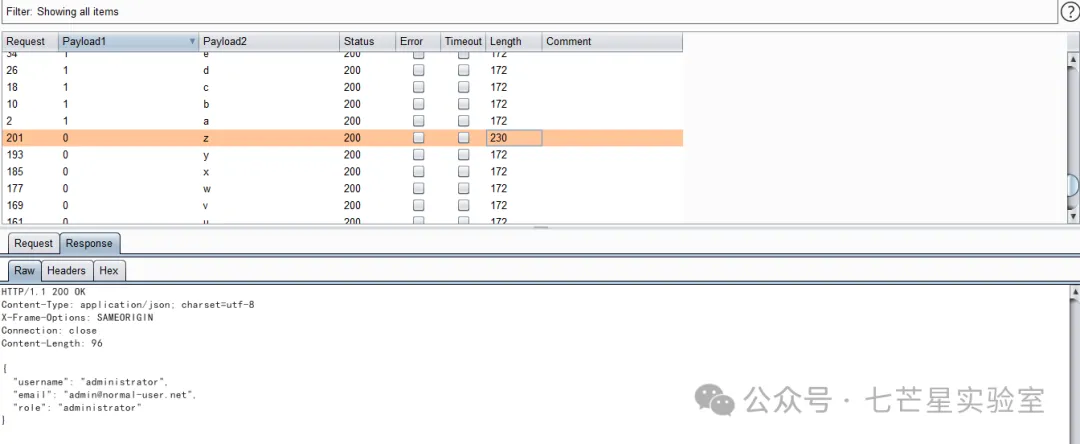 Filter: Showing all items
?
Request Payload1 Payload2 Status Error Timeout Length Comment
34 1 e 200 172
26 1 d 200 172
18 1 c 200 172
10 1 b 200 172
2 1 a 200 172
201 0 z 200 230
193 0 y 200 172
185 0 x 200 172
177 0 w 200 172
169 0 v 200 172
161 0 u 200 172
Request Response
Raw Headers Hex
HTTP/1.1 200 OK
Content-Type: application/json; charset=utf-8
X-Frame-Options: SAMEORIGIN
Connection: close
Content-Length: 96
{
"username": "administrator",
"email": "admin@normal-user.net",
"role": "administrator"
}
公众号 · 七芒星实验室